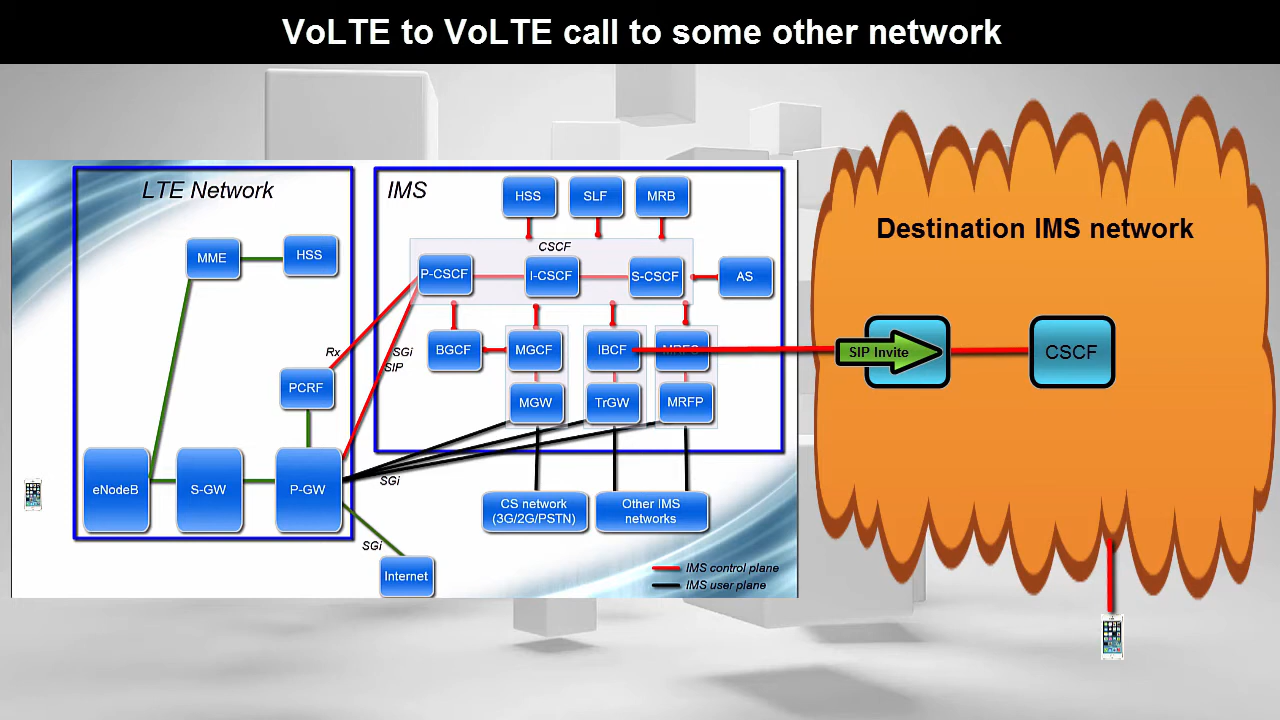 VoLTE to VoLTE call to some other network
LTE Network
MME
HSS
Rx
PCRF
eNodeB
S-GW
P-GW
SGi
SIP
SGi
SGi
Internet
IMS
HSS
SLF
MRB
CSCF
P-CSCF
I-CSCF
S-CSCF
AS
BGCF
MGCF
IBCF
MGW
TrGW
MRFP
CS network
(3G/2G/PSTN)
Other IMS
networks
IMS control plane
IMS user plane
Destination IMS network
SIP Invite
CSCF